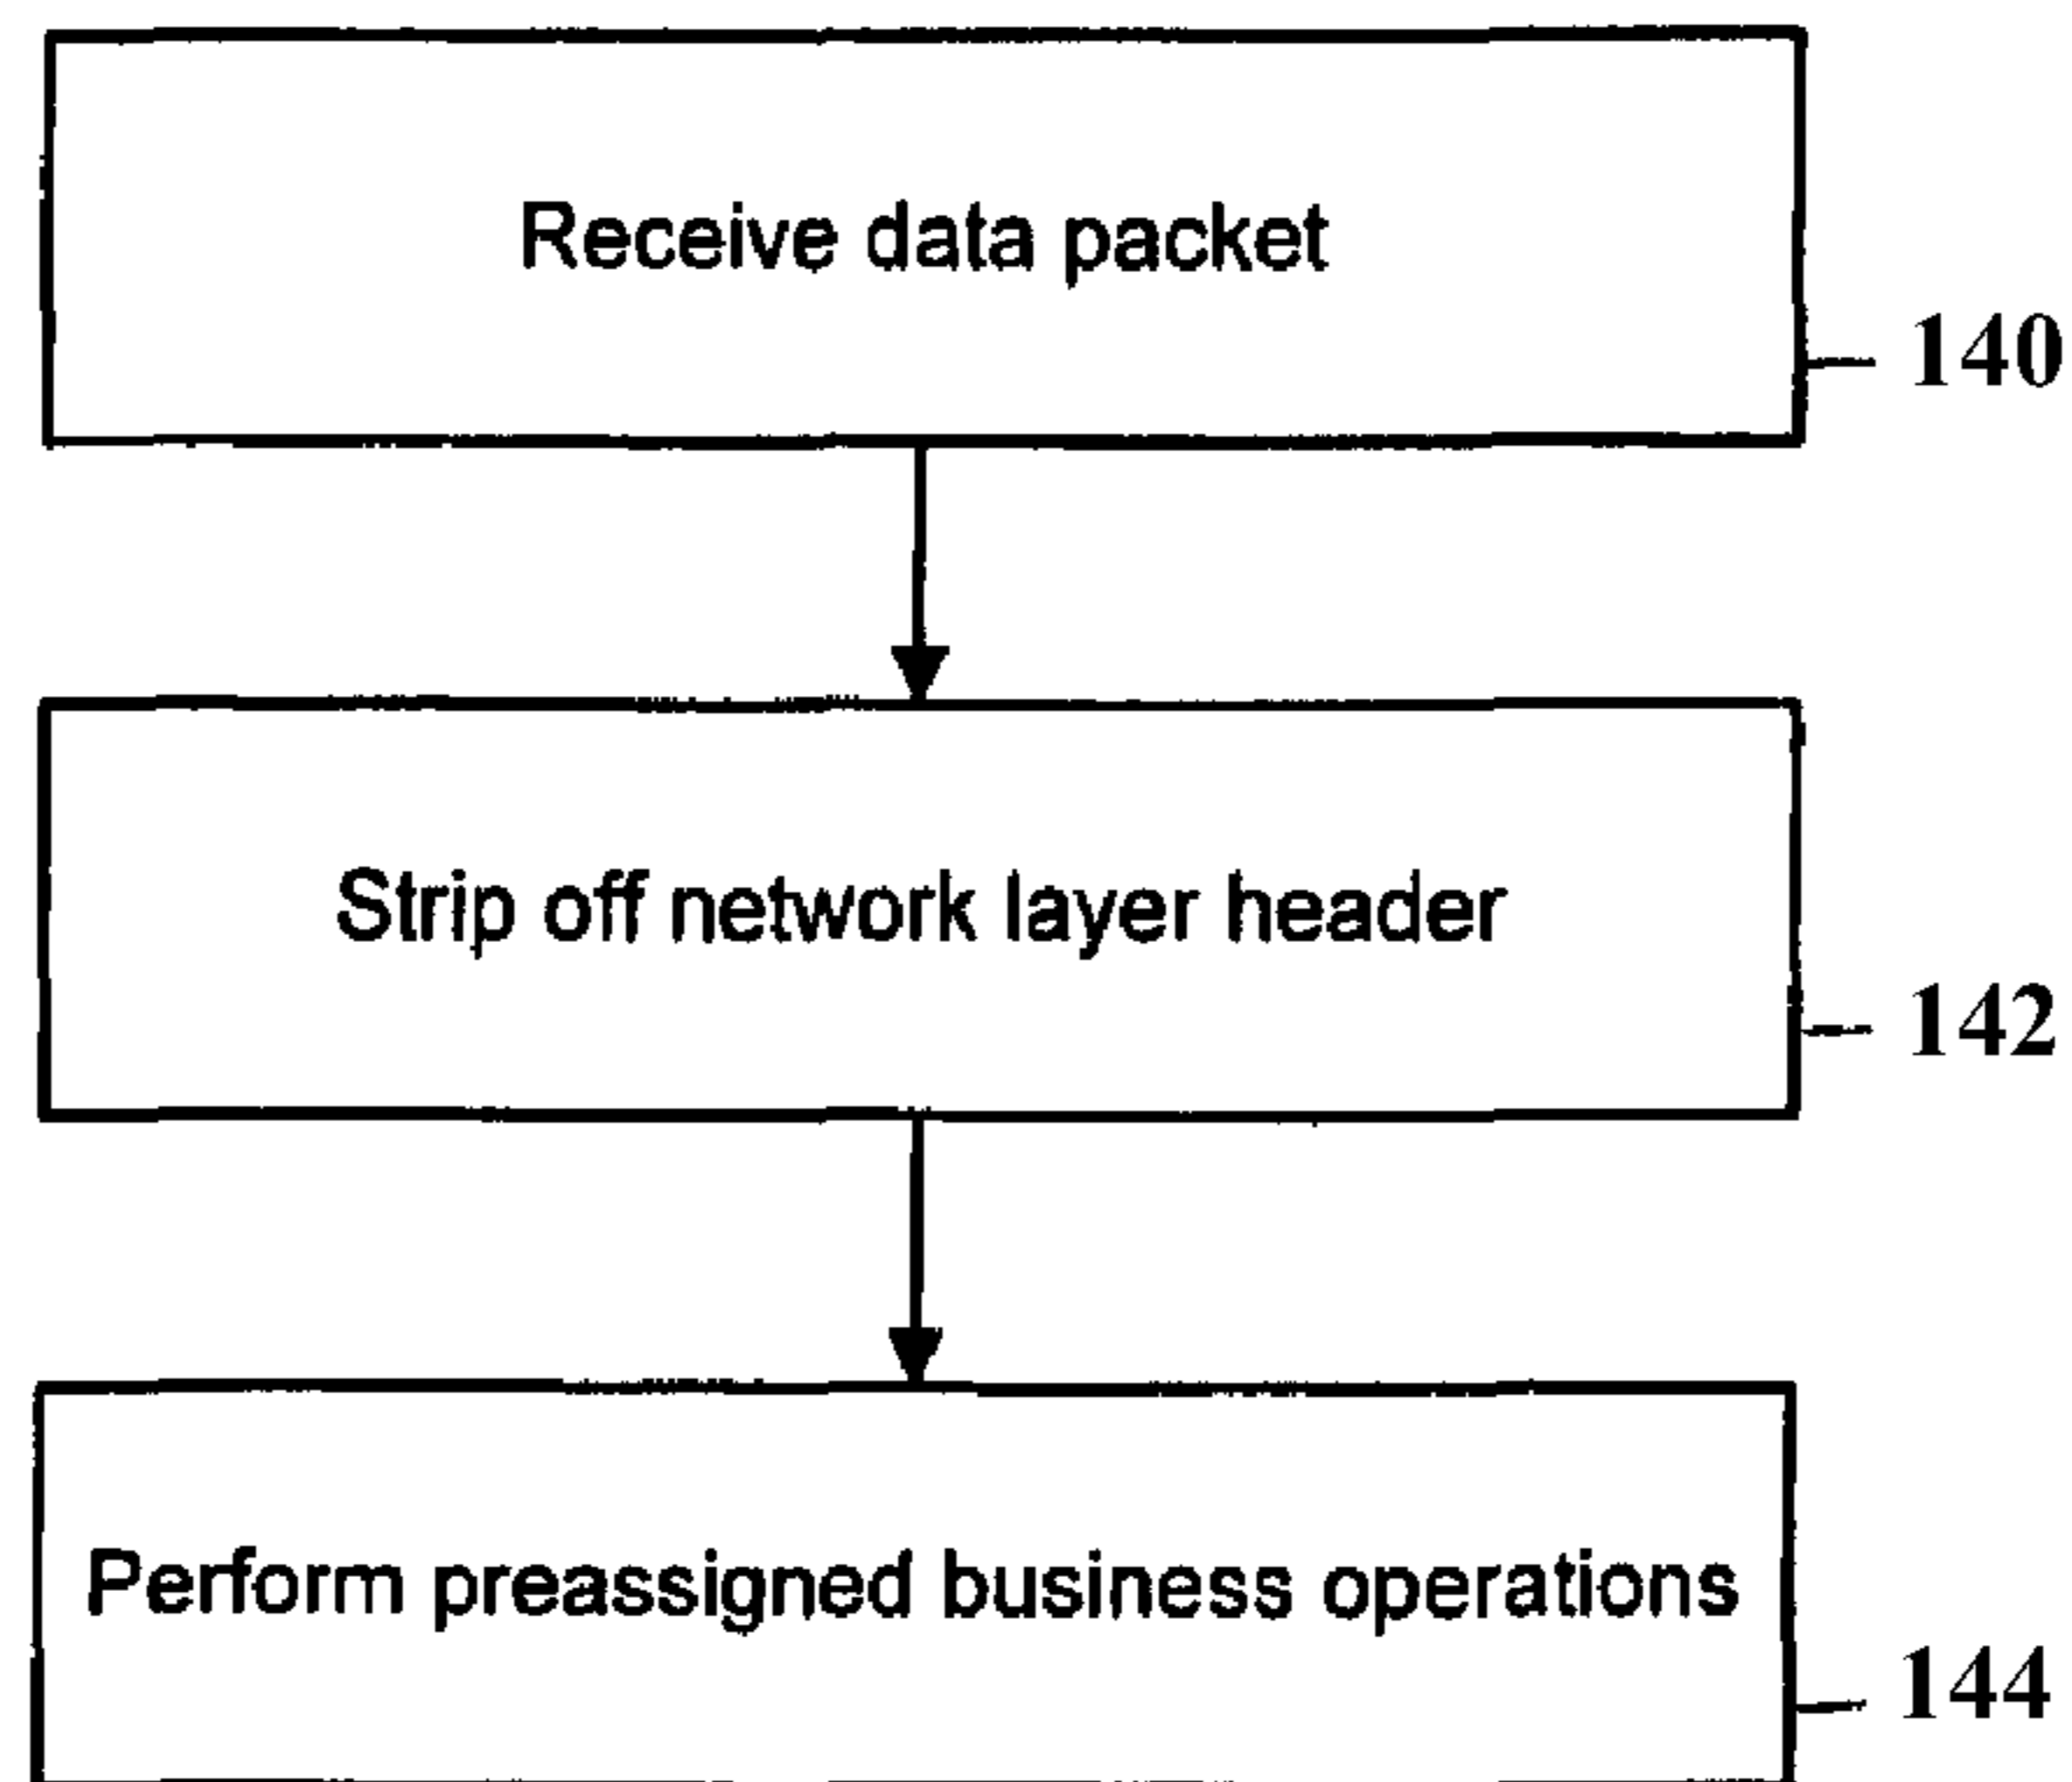 Receive data packet
140
Strip off network layer header
142
Perform preassigned business operations
144